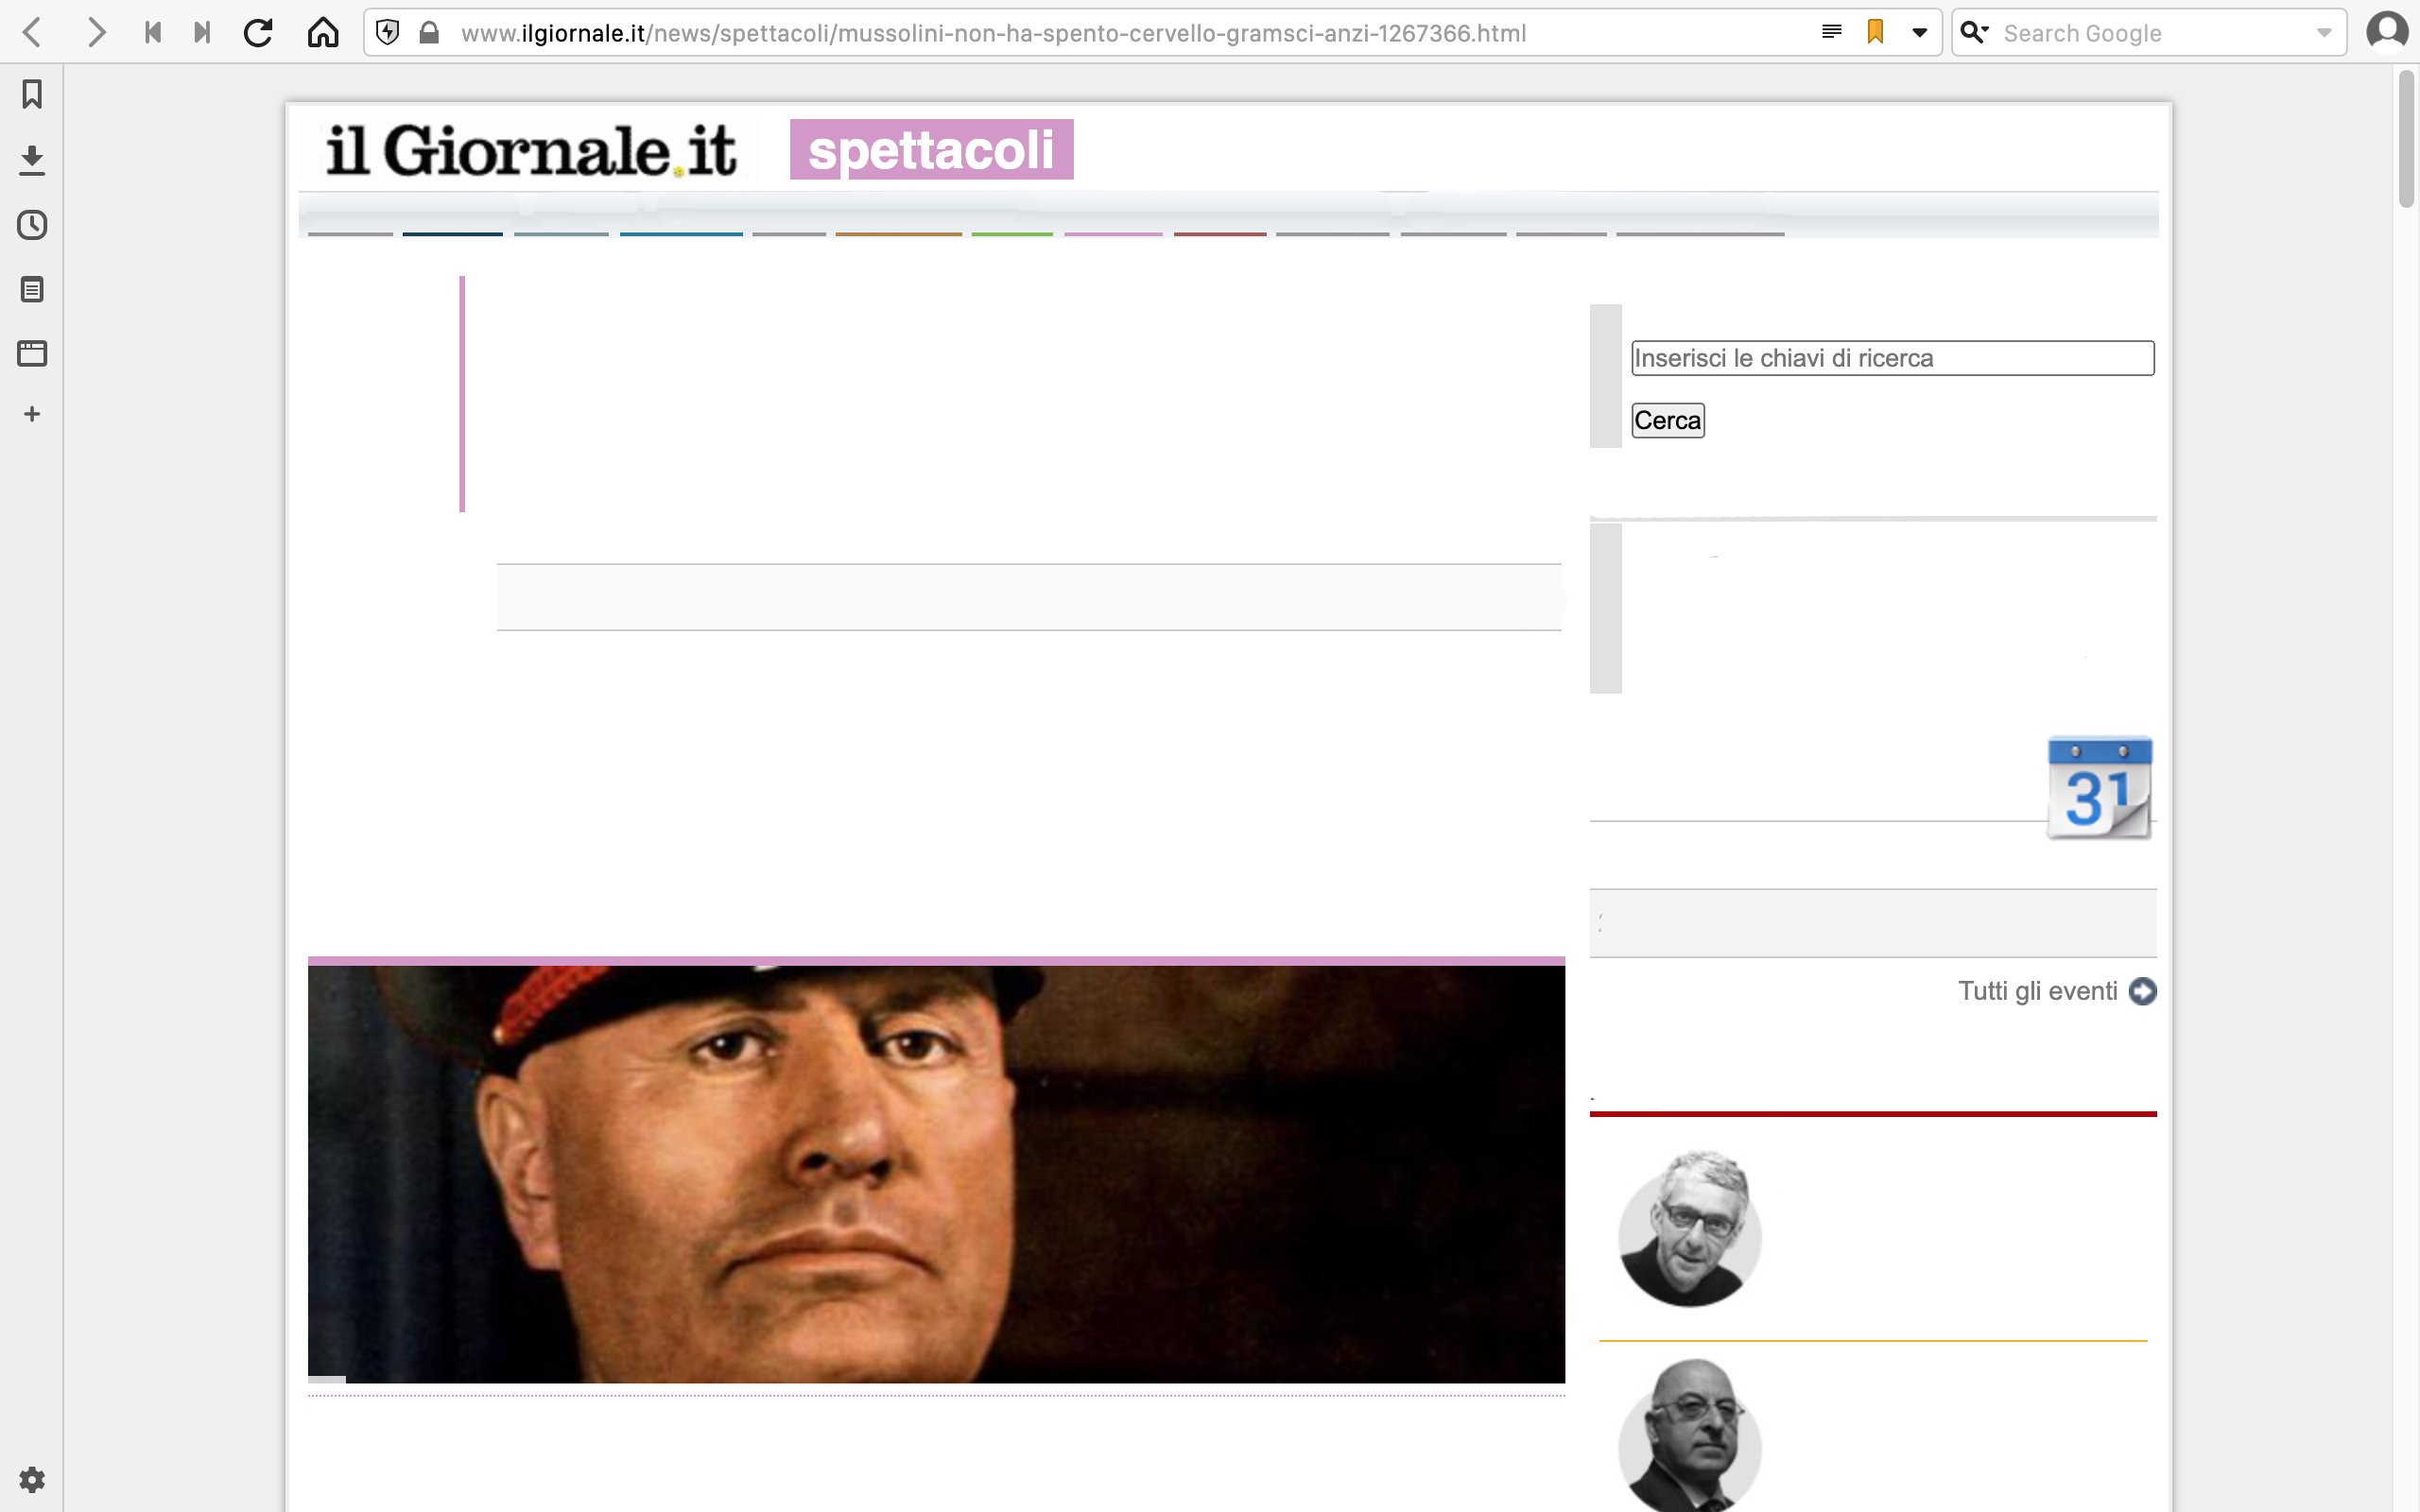 www.ilgiornale.it/news/spettacoli/mussolini-non-ha-spento-cervello-gramsci-anzi-1267366.html
Search Google
il Giornale.it
spettacoli
Inserisci le chiavi di ricerca
Cerca
31
Tutti gli eventi